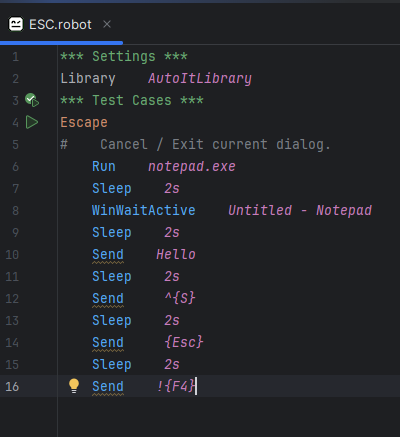 ESC.robot
1 *** Settings ***
2 Library    AutoItLibrary
3 *** Test Cases ***
4 Escape
5 #    Cancel / Exit current dialog.
6     Run    notepad.exe
7     Sleep    2s
8     WinWaitActive    Untitled - Notepad
9     Sleep    2s
10     Send    Hello
11     Sleep    2s
12     Send    ^{S}
13     Sleep    2s
14     Send    {Esc}
15     Sleep    2s
16     Send    !{F4}